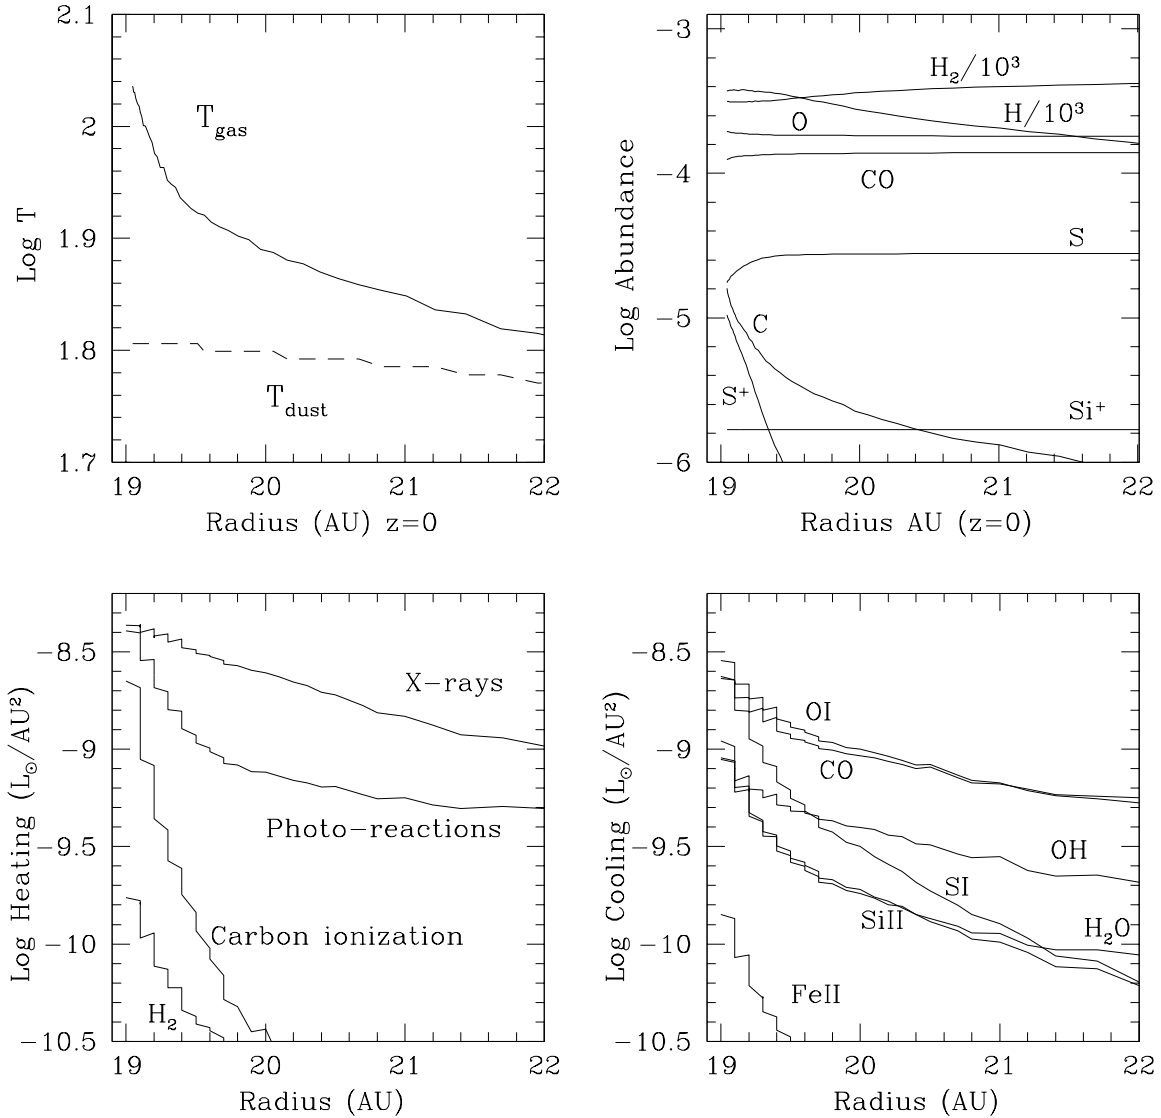 2.1
2
1.9
1.8
1.7
Log T
T_gas
T_dust
19 20 21 22
Radius (AU) z=0
−3
−4
−5
−6
Log Abundance
H₂/10³
H/10³
O
CO
S
C
S⁺
Si⁺
19 20 21 22
Radius AU (z=0)
−8.5
−9
−9.5
−10
−10.5
Log Heating (L☉/AU²)
X−rays
Photo−reactions
Carbon ionization
H₂
19 20 21 22
Radius (AU)
−8.5
−9
−9.5
−10
−10.5
Log Cooling (L☉/AU²)
OI
CO
OH
SI
SiII
H₂O
FeII
19 20 21 22
Radius (AU)